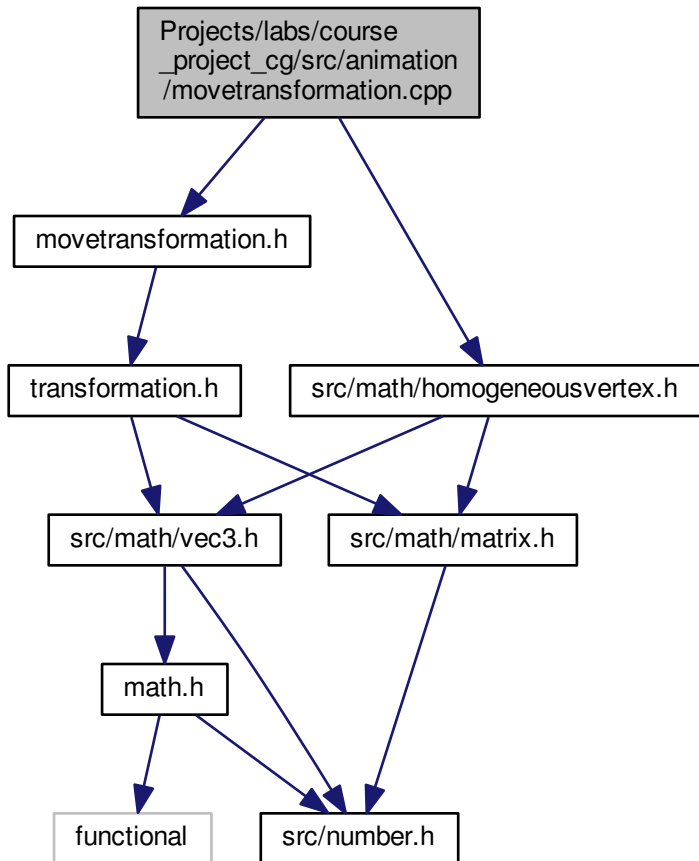 Projects/labs/course
_project_cg/src/animation
/movetransformation.cpp
movetransformation.h
transformation.h
src/math/homogeneousvertex.h
src/math/vec3.h
src/math/matrix.h
math.h
functional
src/number.h